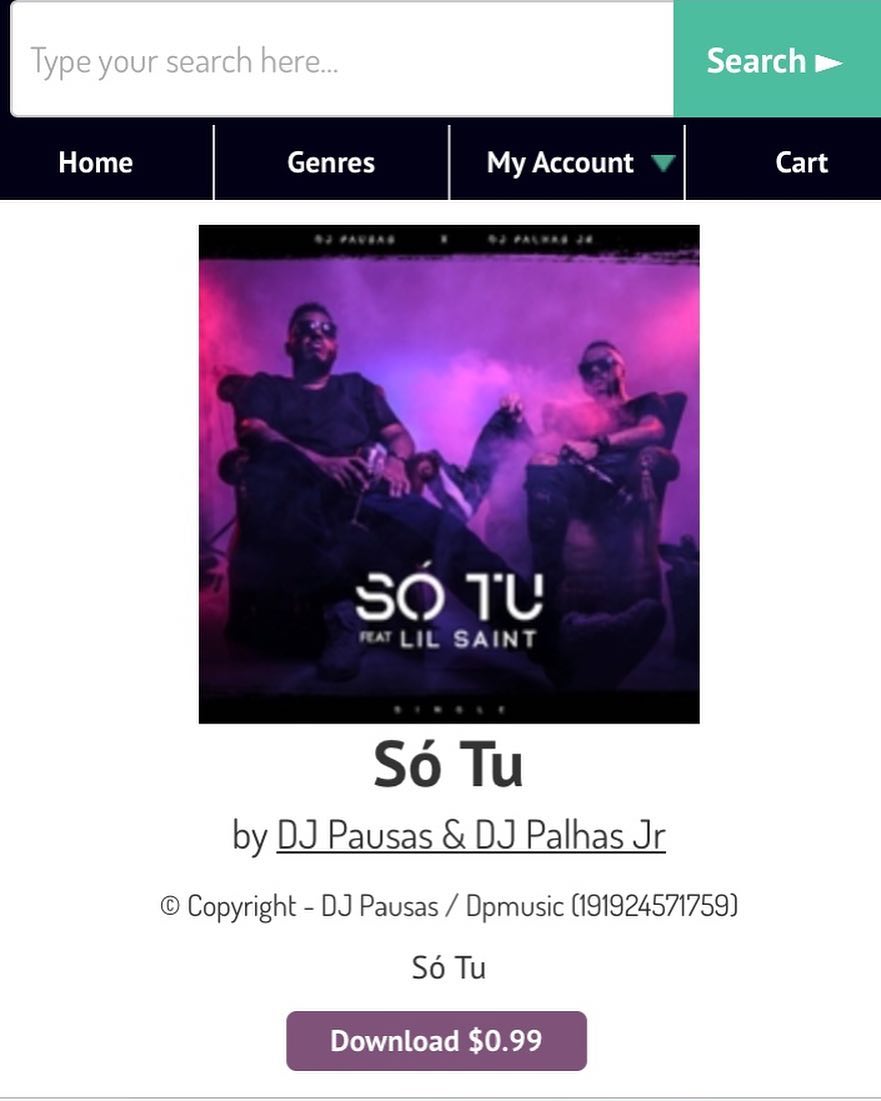 Type your search here...
Search ►
Home
Genres
My Account ▼
Cart
DJ PAUSAS X DJ PALHAS JR
SÓ TU
FEAT LIL SAINT
SINGLE
Só Tu
by DJ Pausas & DJ Palhas Jr
© Copyright - DJ Pausas / Dpmusic (191924571759)
Só Tu
Download $0.99